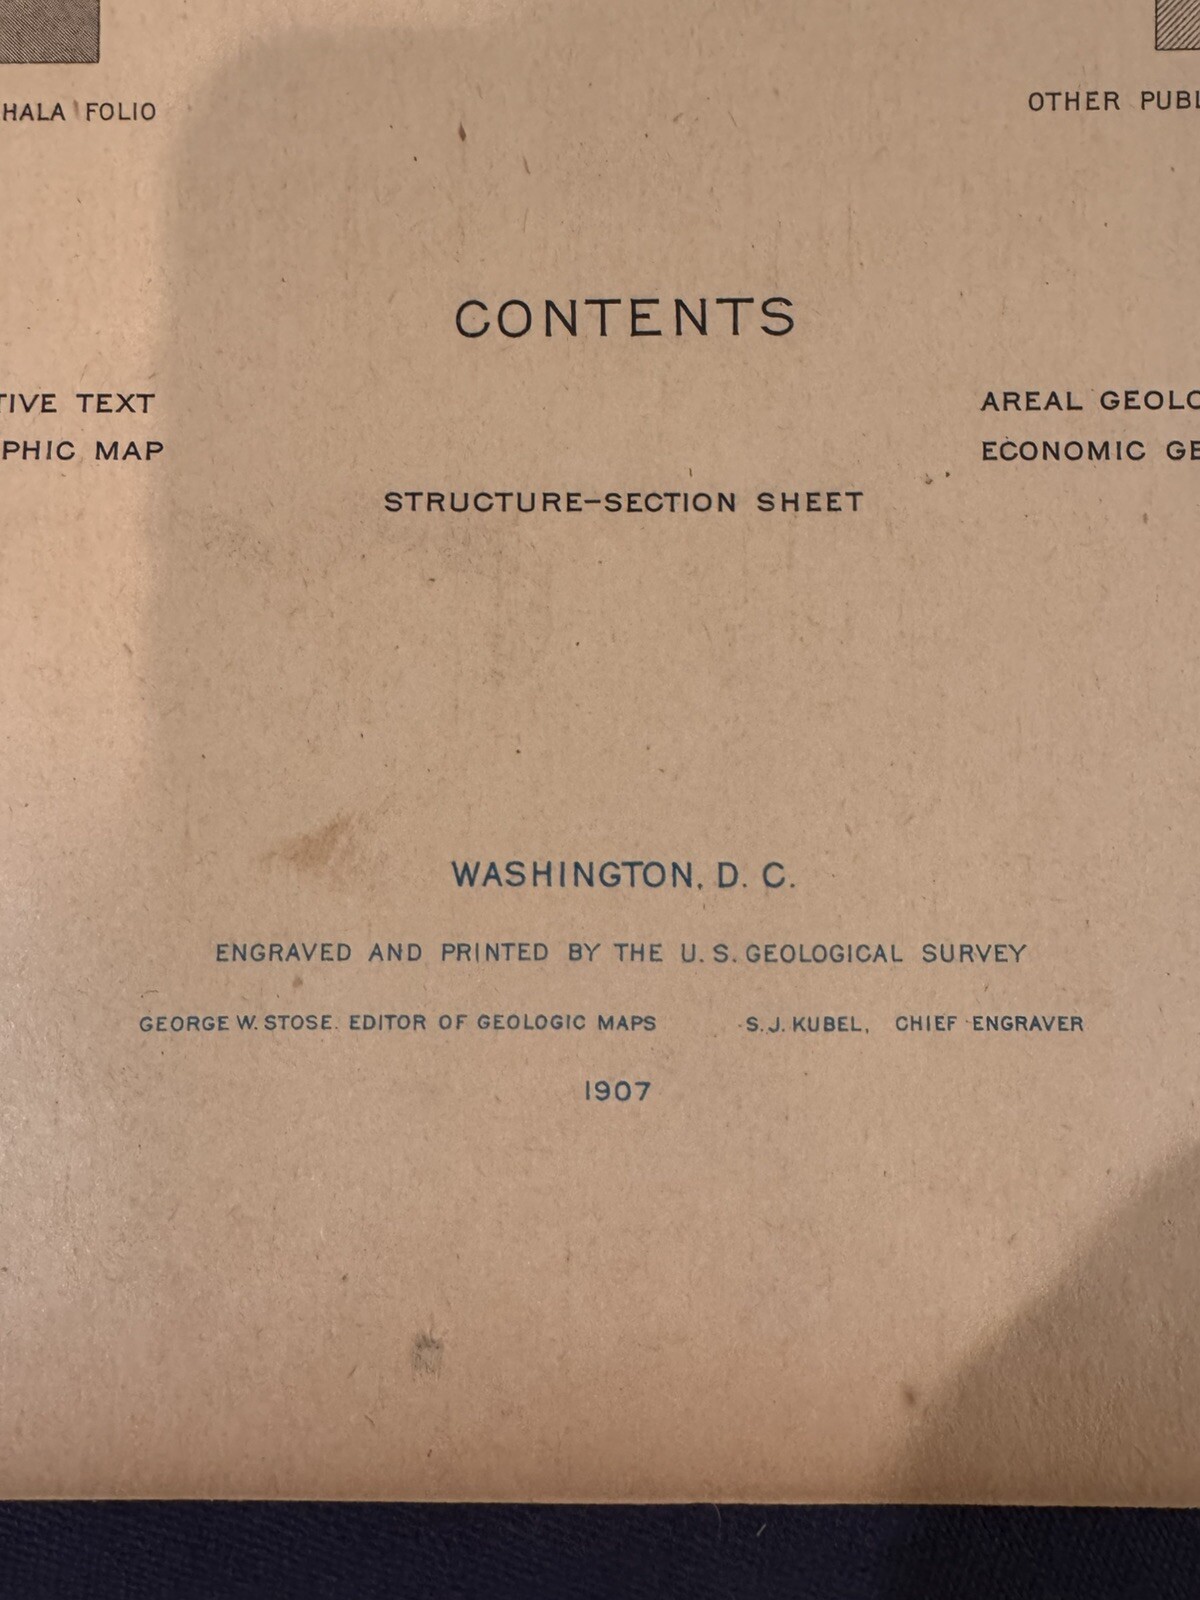 HALA FOLIO OTHER PUBL
CONTENTS
TIVE TEXT AREAL GEOLO
PHIC MAP ECONOMIC GE
STRUCTURE–SECTION SHEET
WASHINGTON, D. C.
ENGRAVED AND PRINTED BY THE U. S. GEOLOGICAL SURVEY
GEORGE W. STOSE. EDITOR OF GEOLOGIC MAPS S. J. KUBEL, CHIEF ENGRAVER
1907